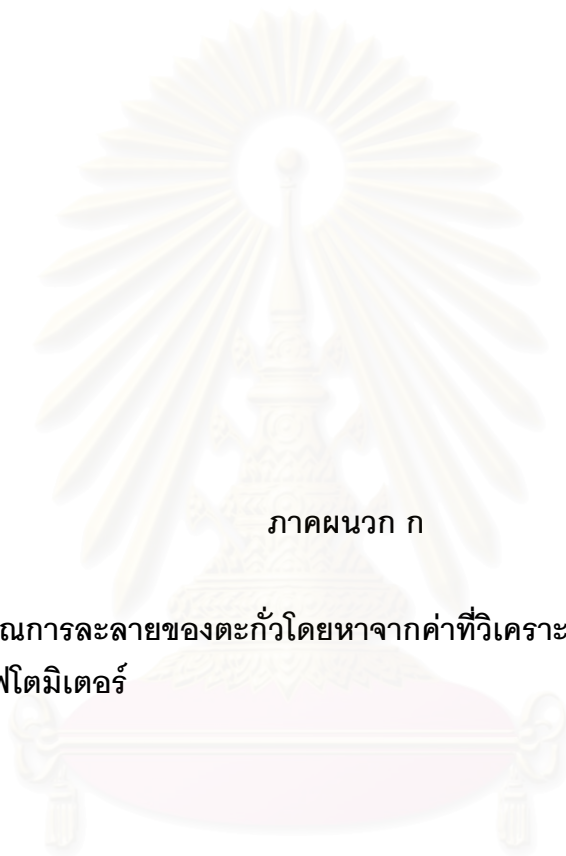 ภาคผนวก ก
ณการละลายของตะกั่วโดยหาจากค่าที่วิเคราะ
ฟโตมิเตอร์